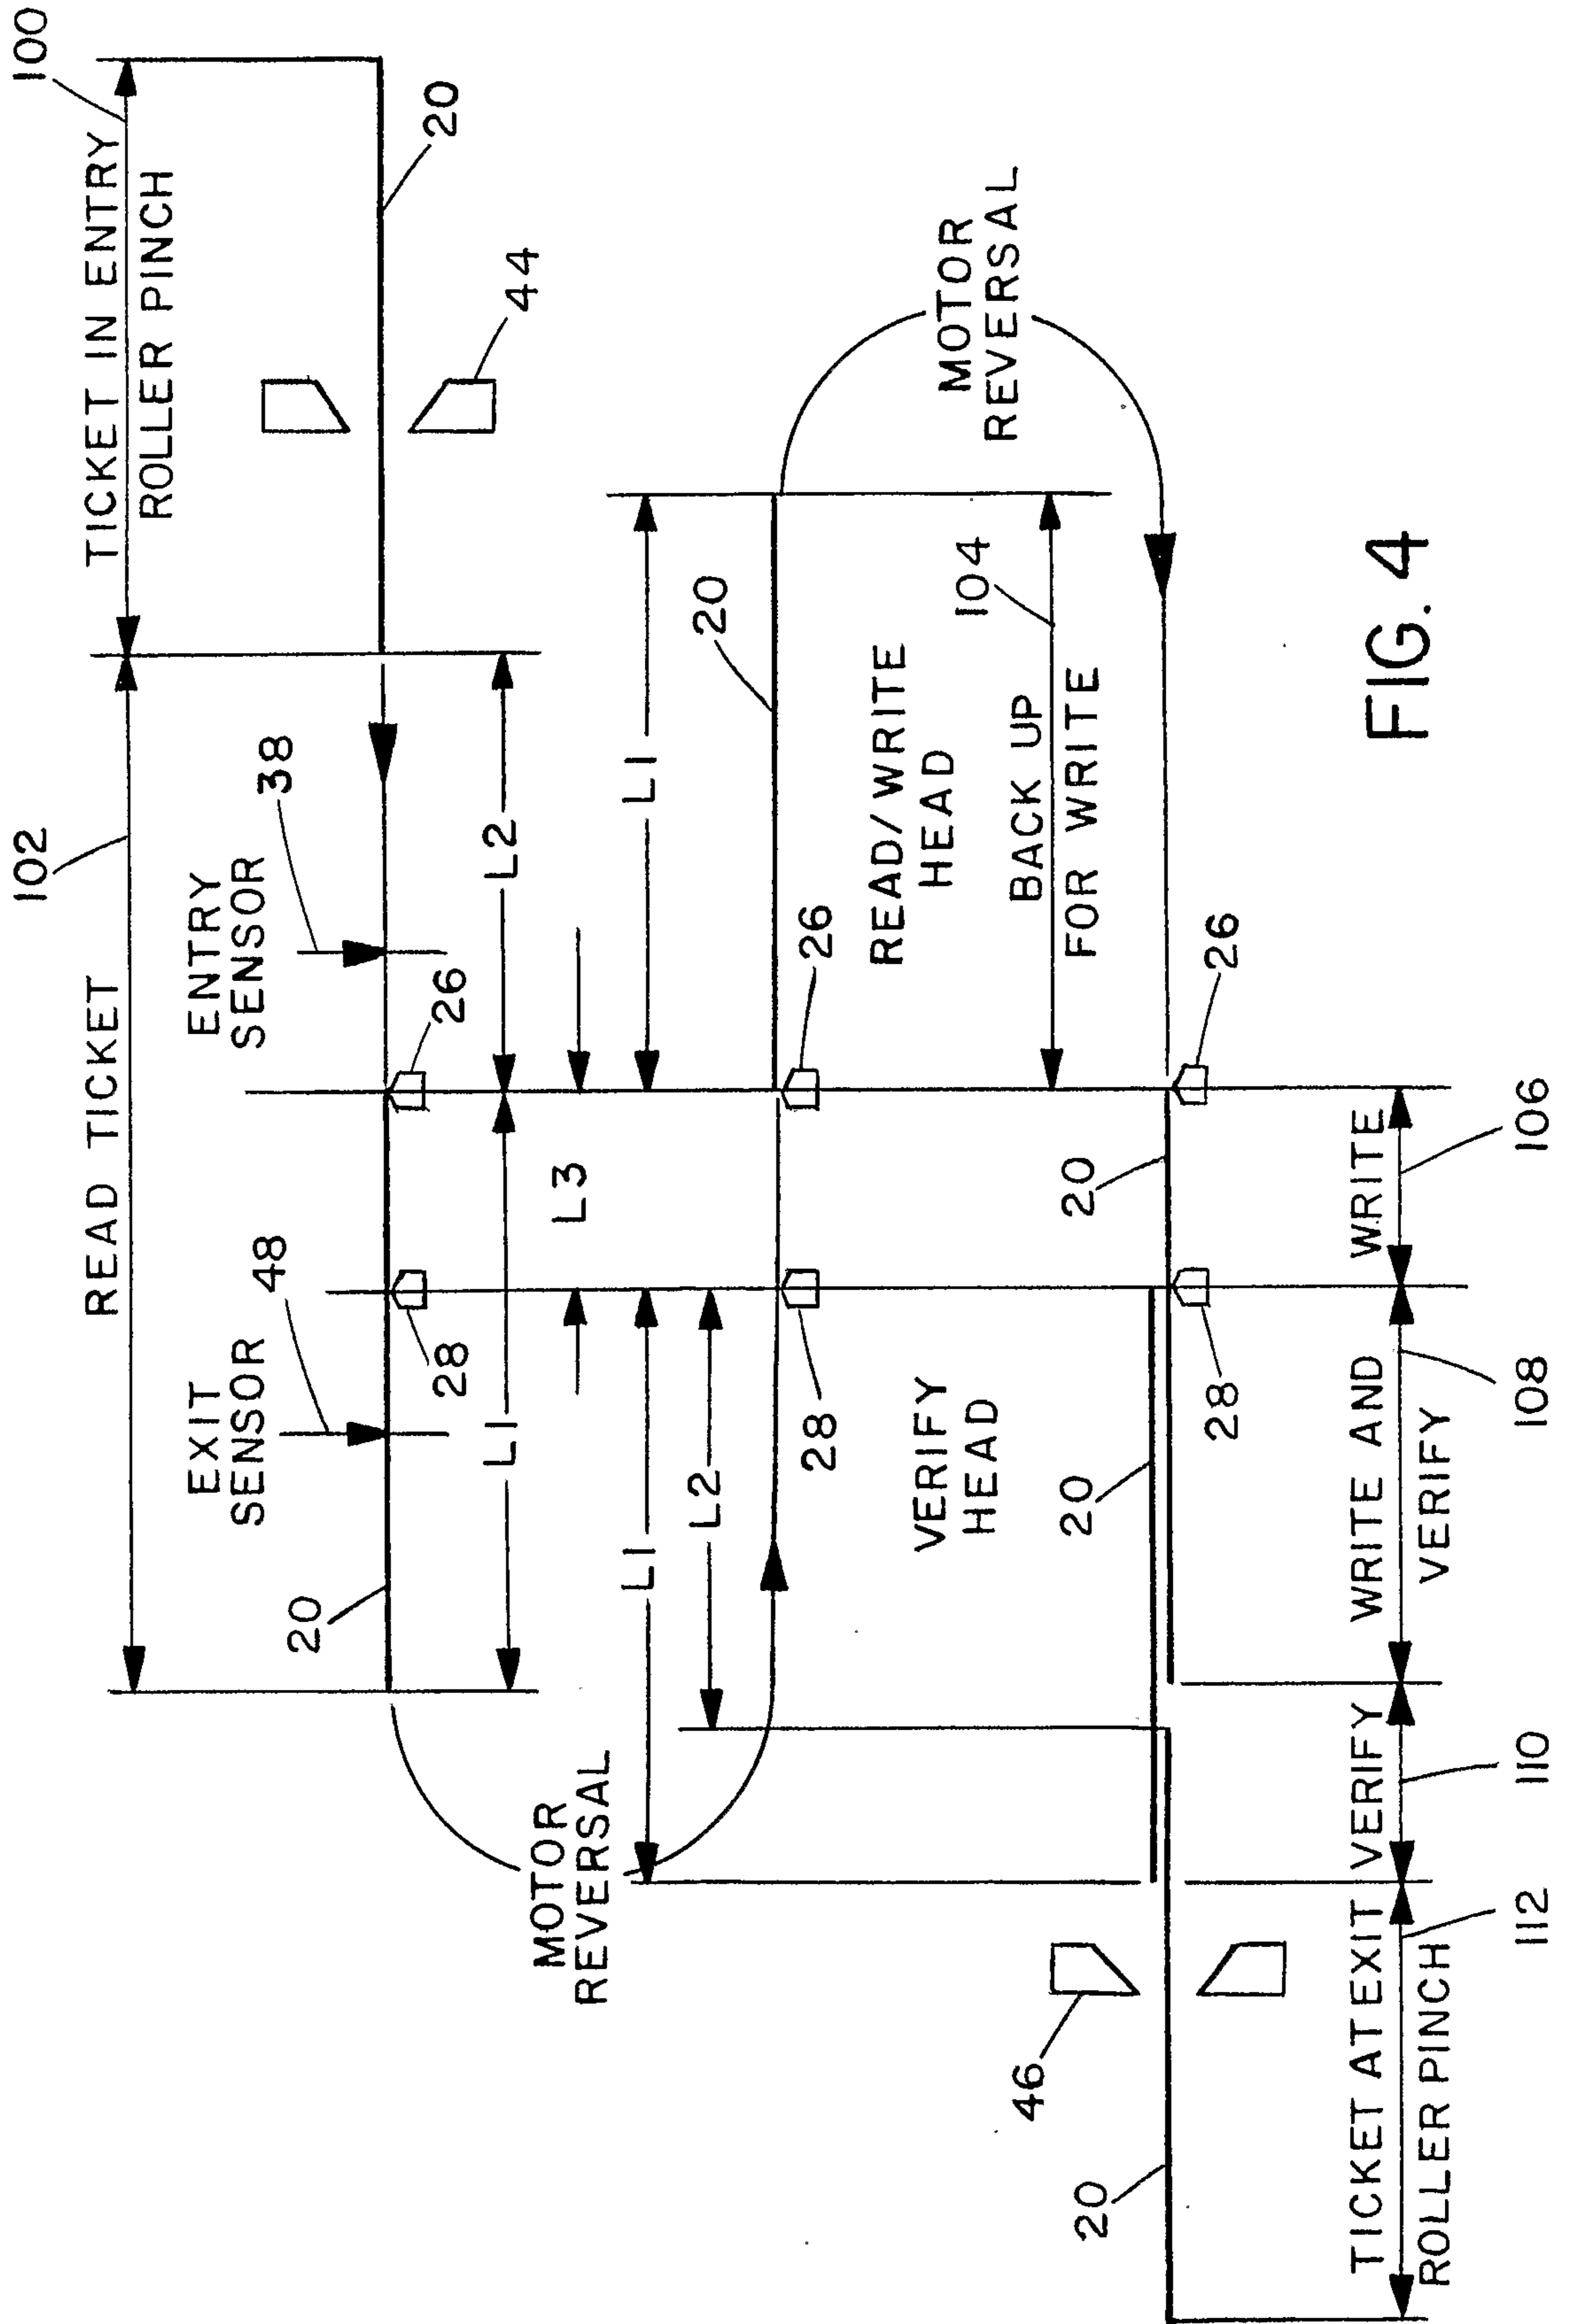 102
100
READ TICKET
TICKET IN ENTRY
ROLLER PINCH
EXIT
SENSOR
48
ENTRY
SENSOR
38
20
28
26
20
L1
L2
44
MOTOR
REVERSAL
L3
L1
L1
L2
20
28
26
VERIFY
HEAD
READ/WRITE
HEAD
MOTOR
REVERSAL
104
BACK UP
FOR WRITE
46
20
20
20
28
26
TICKET AT EXIT
ROLLER PINCH
VERIFY
WRITE AND
VERIFY
WRITE
112
110
108
106
FIG. 4